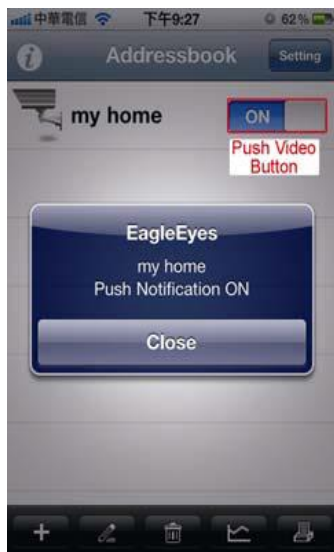 中華電信 下午9:27 62%
Addressbook Setting
my home ON
Push Video
Button
EagleEyes
my home
Push Notification ON
Close